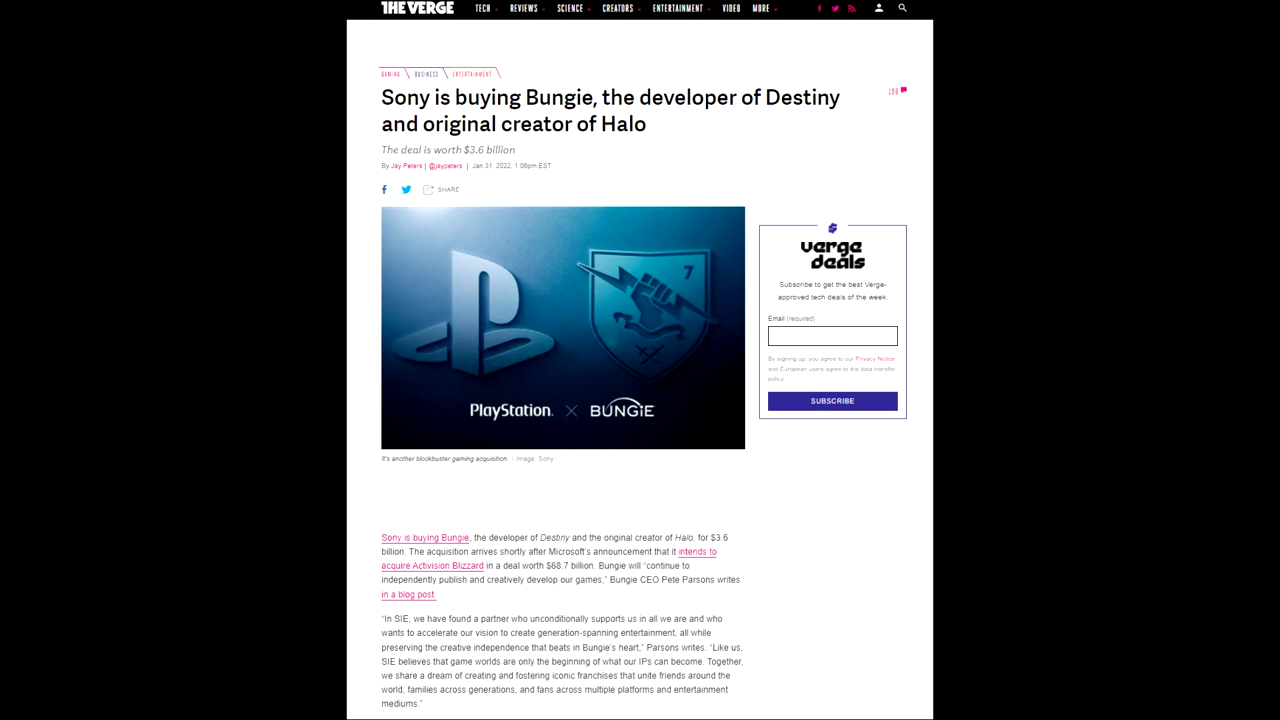 THE VERGE TECH REVIEWS SCIENCE CREATORS ENTERTAINMENT VIDEO MORE
GAMING BUSINESS ENTERTAINMENT
Sony is buying Bungie, the developer of Destiny
and original creator of Halo
The deal is worth $3.6 billion
By Jay Peters | @jaypeters | Jan 31, 2022, 1:06pm EST
SHARE
7
PlayStation. X BUNGIE
It's another blockbuster gaming acquisition. | Image: Sony
verge
deals
Subscribe to get the best Verge-
approved tech deals of the week.
Email (required)
By signing up, you agree to our Privacy Notice
and European users agree to the data transfer
policy.
SUBSCRIBE
Sony is buying Bungie, the developer of Destiny and the original creator of Halo, for $3.6
billion. The acquisition arrives shortly after Microsoft's announcement that it intends to
acquire Activision Blizzard in a deal worth $68.7 billion. Bungie will “continue to
independently publish and creatively develop our games,” Bungie CEO Pete Parsons writes
in a blog post.
“In SIE, we have found a partner who unconditionally supports us in all we are and who
wants to accelerate our vision to create generation-spanning entertainment, all while
preserving the creative independence that beats in Bungie's heart,” Parsons writes. “Like us,
SIE believes that game worlds are only the beginning of what our IPs can become. Together,
we share a dream of creating and fostering iconic franchises that unite friends around the
world, families across generations, and fans across multiple platforms and entertainment
mediums.”